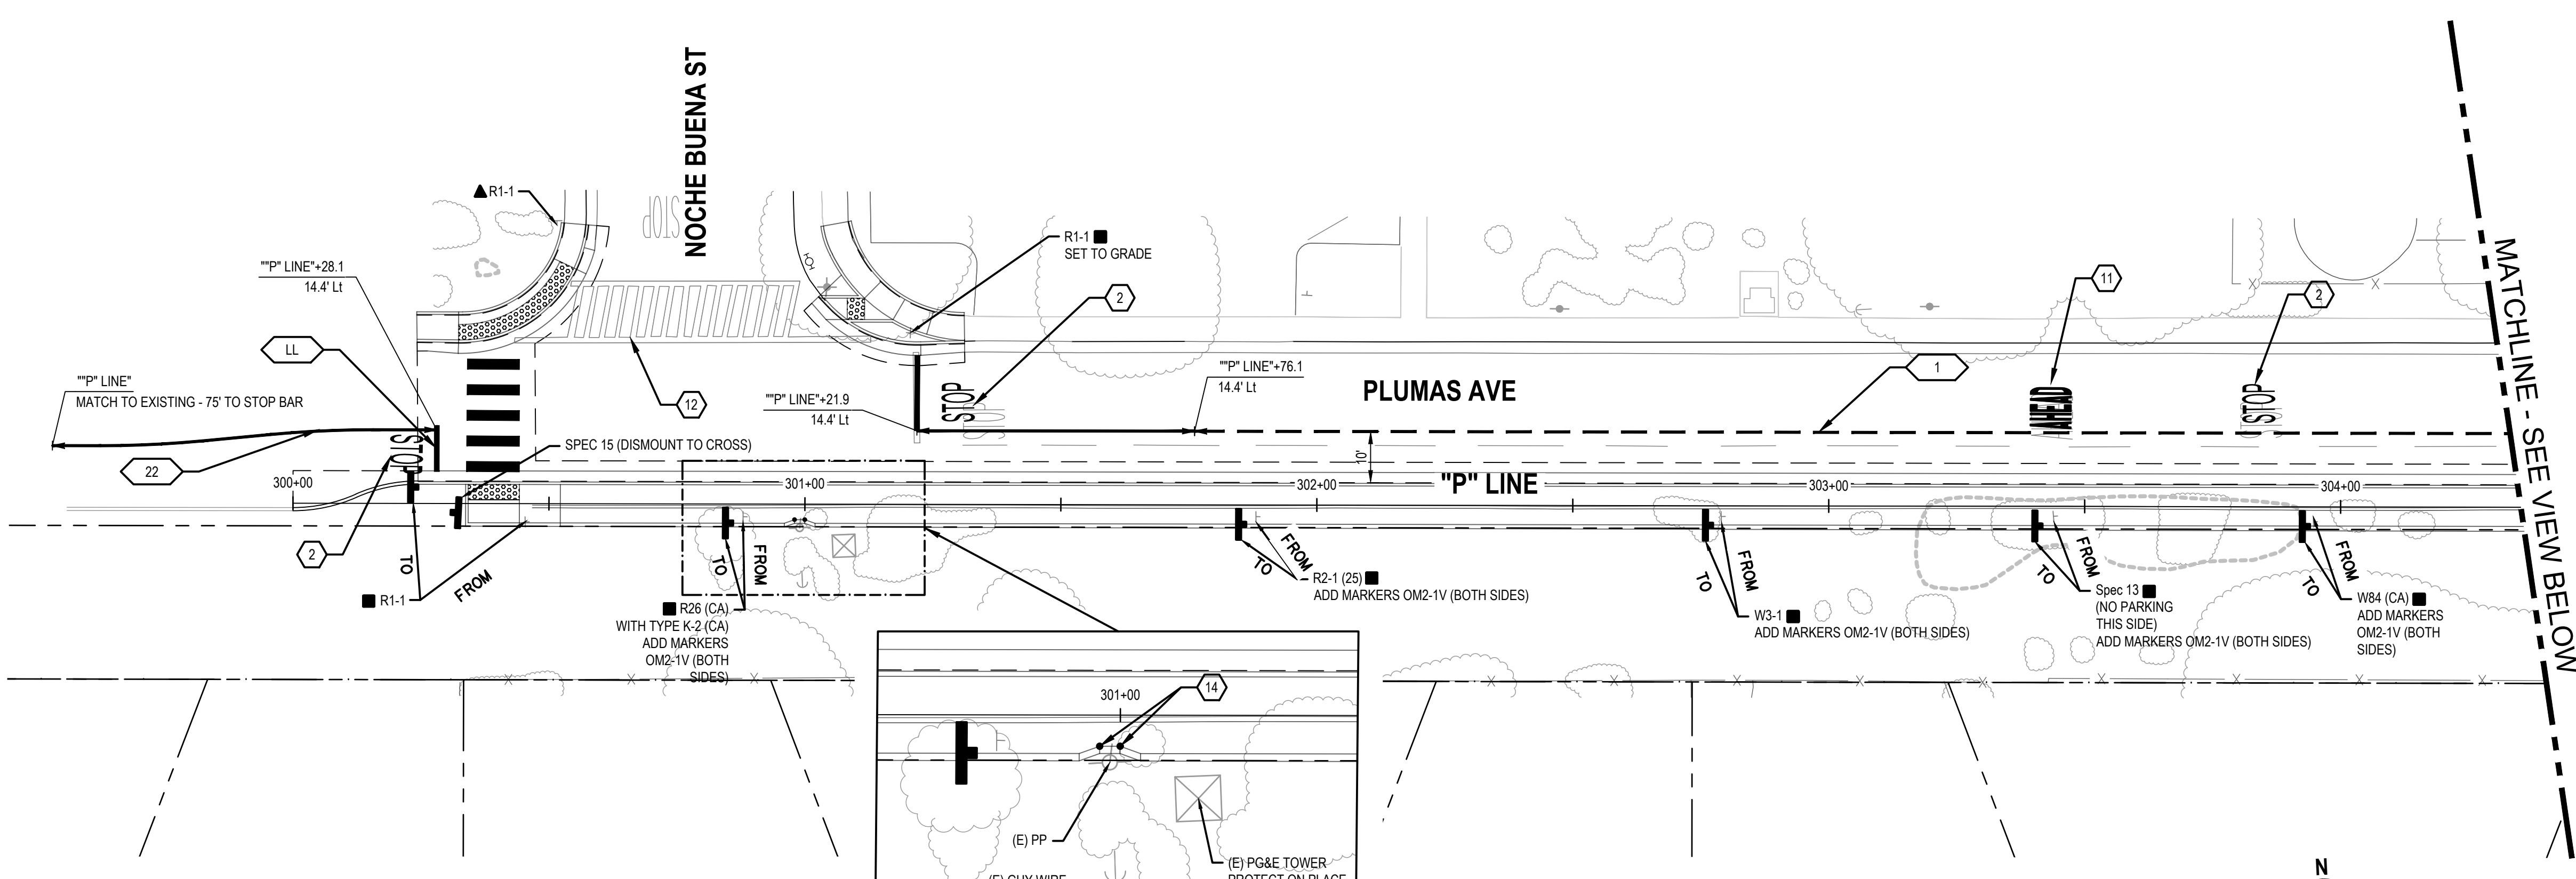 NOCHE BUENA ST
STOP
▲ R1-1
R1-1 ■
SET TO GRADE
""P" LINE"+28.1
14.4' Lt
LL
2
11
2
""P" LINE"
MATCH TO EXISTING - 75' TO STOP BAR
12
""P" LINE"+76.1
14.4' Lt
PLUMAS AVE
1
AHEAD
STOP
""P" LINE"+21.9
14.4' Lt
STOP
STOP
22
STOP
SPEC 15 (DISMOUNT TO CROSS)
10'
300+00
301+00
302+00
"P" LINE
303+00
304+00
2
TO
FROM
■ R1-1
TO
FROM
■ R26 (CA)
WITH TYPE K-2 (CA)
ADD MARKERS
OM2-1V (BOTH
SIDES)
FROM
TO
R2-1 (25) ■
ADD MARKERS OM2-1V (BOTH SIDES)
FROM
TO
W3-1 ■
ADD MARKERS OM2-1V (BOTH SIDES)
FROM
TO
Spec 13 ■
(NO PARKING
THIS SIDE)
ADD MARKERS OM2-1V (BOTH SIDES)
FROM
TO
W84 (CA) ■
ADD MARKERS
OM2-1V (BOTH
SIDES)
MATCHLINE - SEE VIEW BELOW
301+00
14
(E) PP
(E) PG&E TOWER
PROTECT ON PLACE
(E) GUY WIRE
N